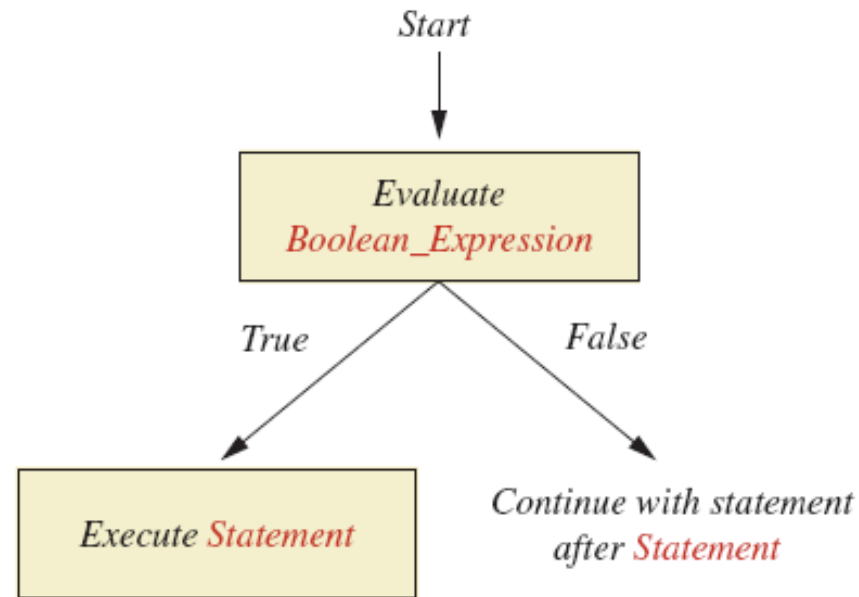 Start
Evaluate
Boolean_Expression
True
False
Execute Statement
Continue with statement
after Statement